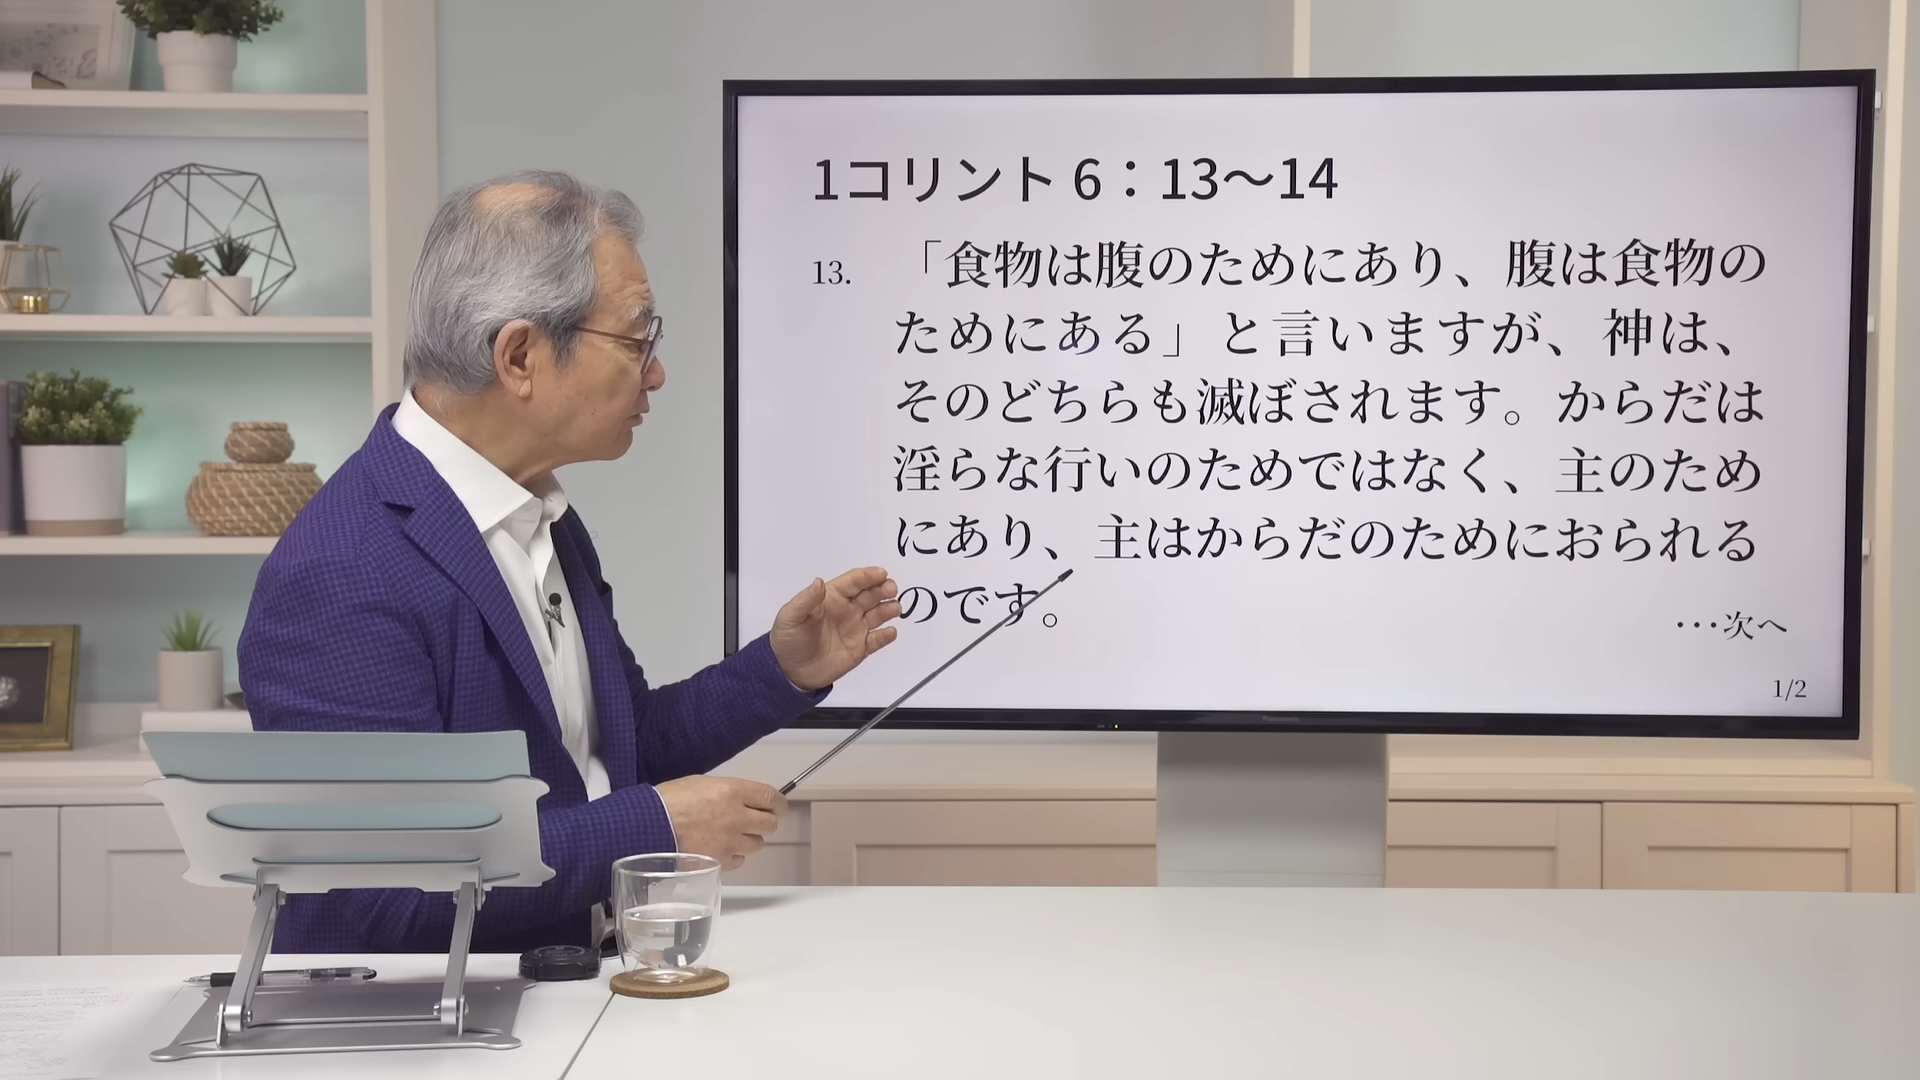 1コリント 6：13〜14
13. 「食物は腹のためにあり、腹は食物の
ためにある」と言いますが、神は、
そのどちらも滅ぼされます。からだは
淫らな行いのためではなく、主のため
にあり、主はからだのためにおられる
のです。
…次へ
1/2
Panasonic